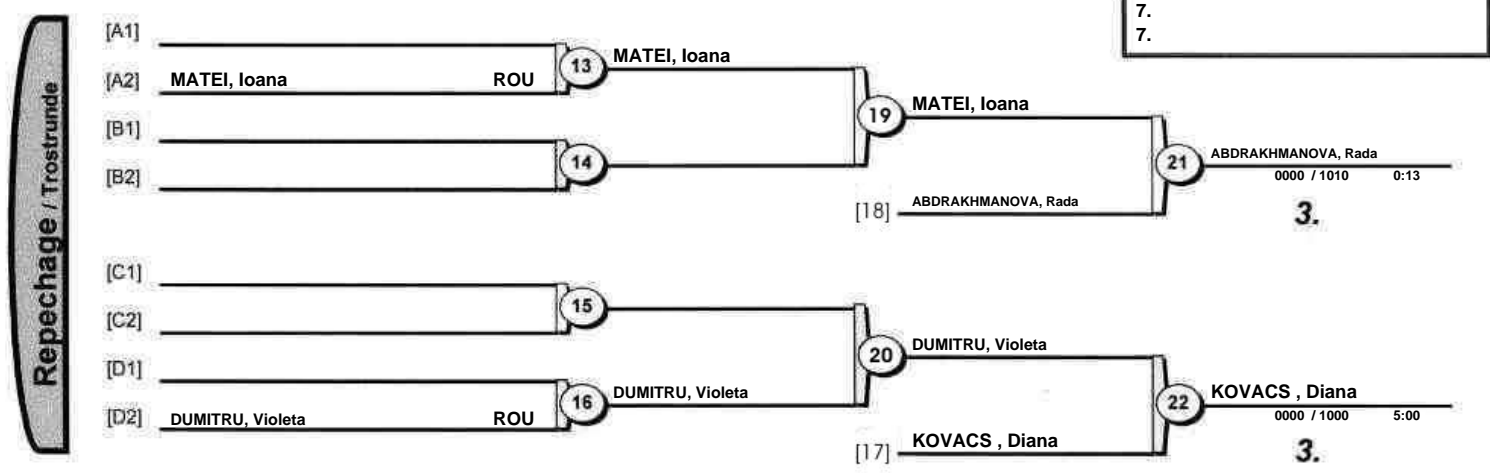 7.
7.
Repechage / Trostrunde
[A1]
[A2] MATEI, Ioana ROU
13
MATEI, Ioana
[B1]
[B2]
14
19
MATEI, Ioana
[18] ABDRAKHMANOVA, Rada
21
ABDRAKHMANOVA, Rada
0000 / 1010 0:13
3.
[C1]
[C2]
15
[D1]
[D2] DUMITRU, Violeta ROU
16
DUMITRU, Violeta
20
DUMITRU, Violeta
[17] KOVACS , Diana
22
KOVACS , Diana
0000 / 1000 5:00
3.